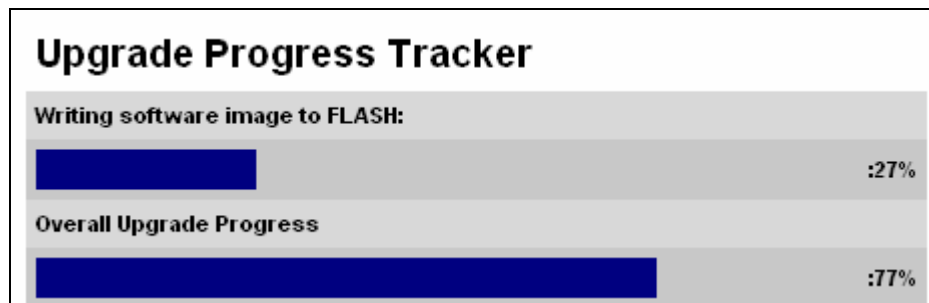 Upgrade Progress Tracker
Writing software image to FLASH:
:27%
Overall Upgrade Progress
:77%